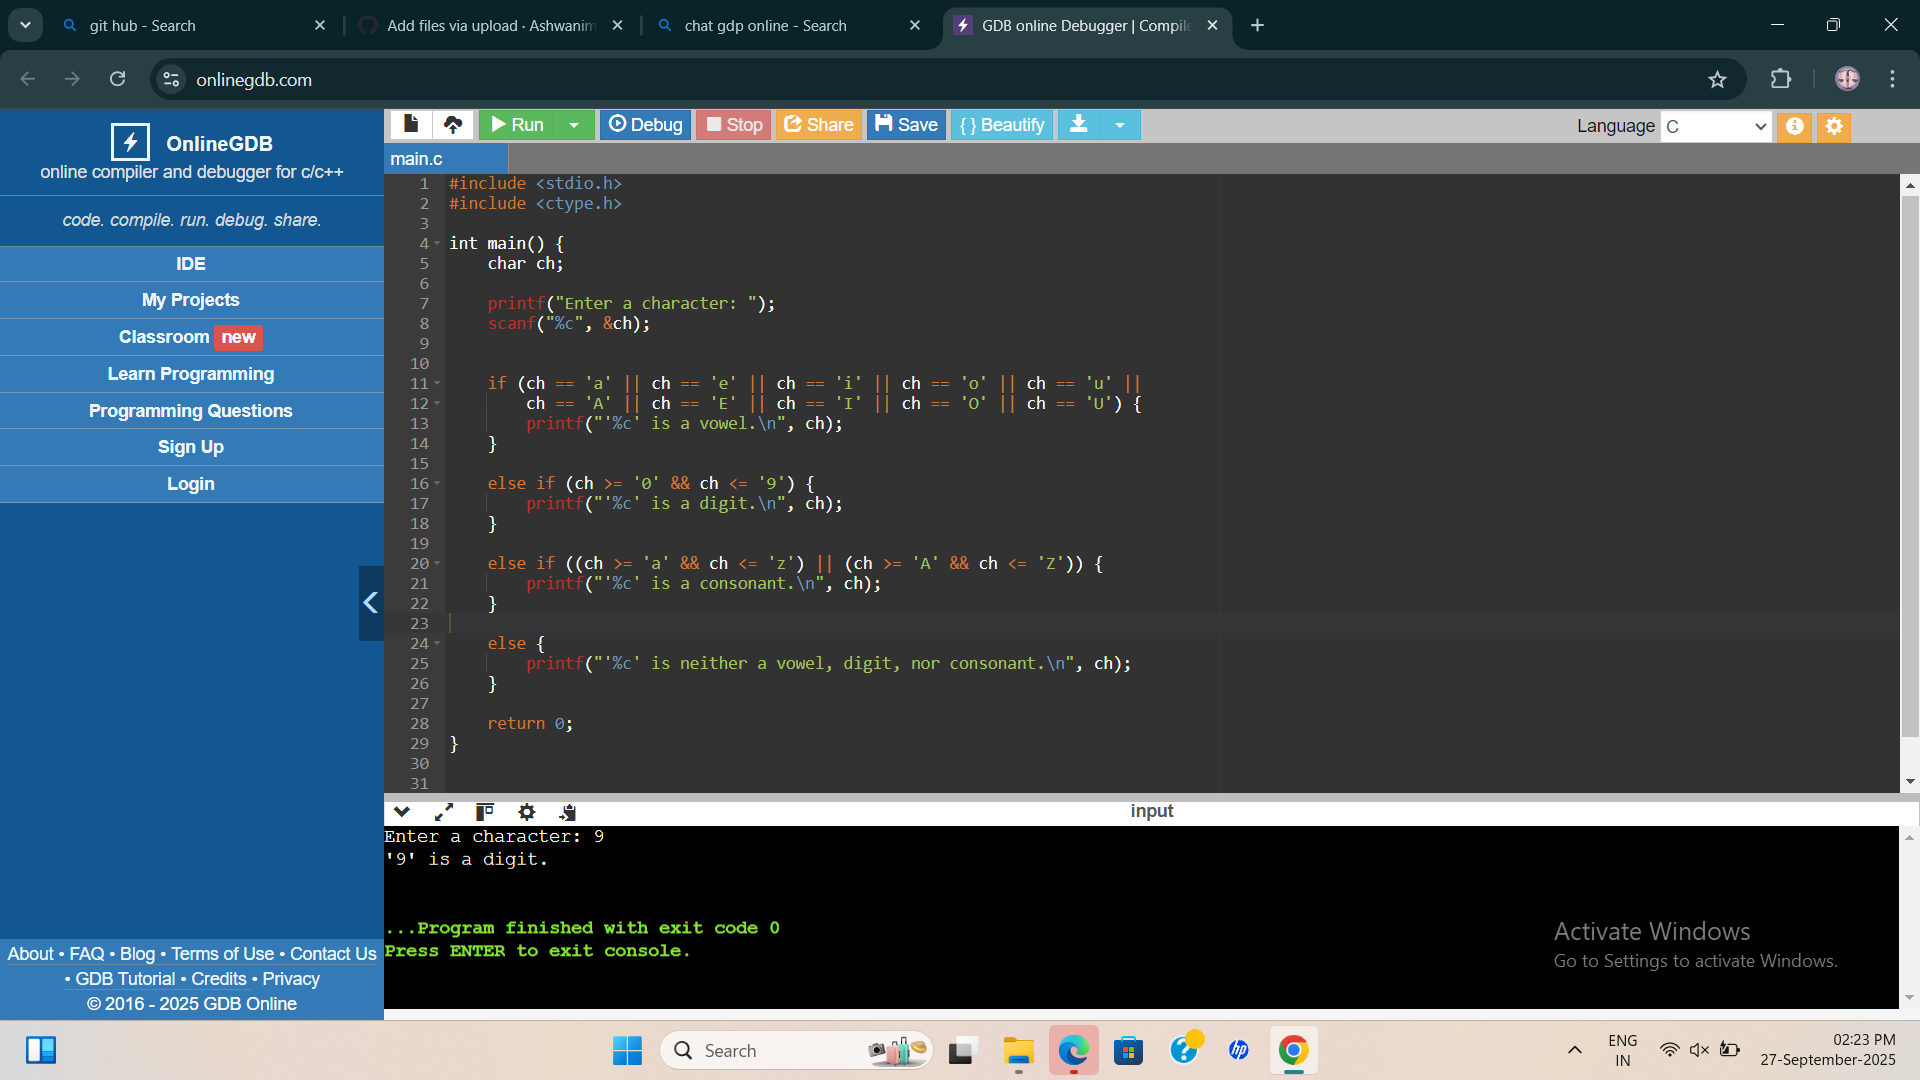 git hub - Search
Add files via upload · Ashwanim
chat gdp online - Search
GDB online Debugger | Compile
onlinegdb.com
OnlineGDB
online compiler and debugger for c/c++
code. compile. run. debug. share.
IDE
My Projects
Classroom new
Learn Programming
Programming Questions
Sign Up
Login
About • FAQ • Blog • Terms of Use • Contact Us
• GDB Tutorial • Credits • Privacy
© 2016 - 2025 GDB Online
Run Debug Stop Share Save { } Beautify
Language C
main.c
1 #include <stdio.h>
2 #include <ctype.h>
3
4 int main() {
5     char ch;
6
7     printf("Enter a character: ");
8     scanf("%c", &ch);
9
10
11     if (ch == 'a' || ch == 'e' || ch == 'i' || ch == 'o' || ch == 'u' ||
12         ch == 'A' || ch == 'E' || ch == 'I' || ch == 'O' || ch == 'U') {
13         printf("'%c' is a vowel.\n", ch);
14     }
15
16     else if (ch >= '0' && ch <= '9') {
17         printf("'%c' is a digit.\n", ch);
18     }
19
20     else if ((ch >= 'a' && ch <= 'z') || (ch >= 'A' && ch <= 'Z')) {
21         printf("'%c' is a consonant.\n", ch);
22     }
23
24     else {
25         printf("'%c' is neither a vowel, digit, nor consonant.\n", ch);
26     }
27
28     return 0;
29 }
30
31
input
Enter a character: 9
'9' is a digit.
...Program finished with exit code 0
Press ENTER to exit console.
Activate Windows
Go to Settings to activate Windows.
Search
hp
ENG
IN
02:23 PM
27-September-2025